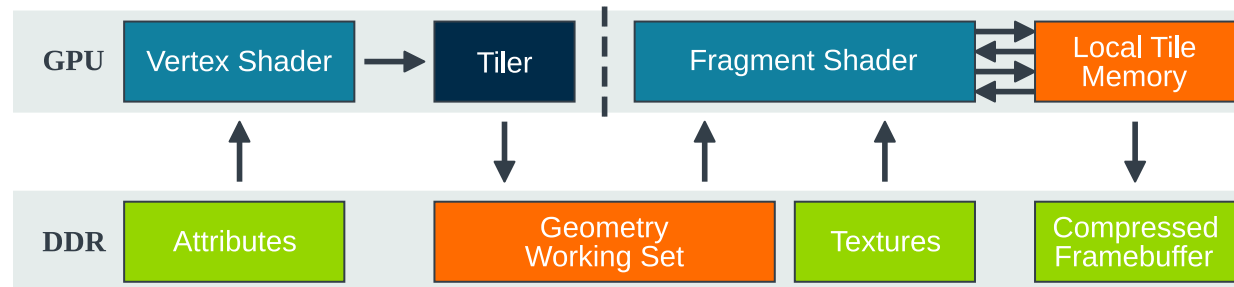 GPU
Vertex Shader
Tiler
Fragment Shader
Local Tile
Memory
DDR
Attributes
Geometry
Working Set
Textures
Compressed
Framebuffer